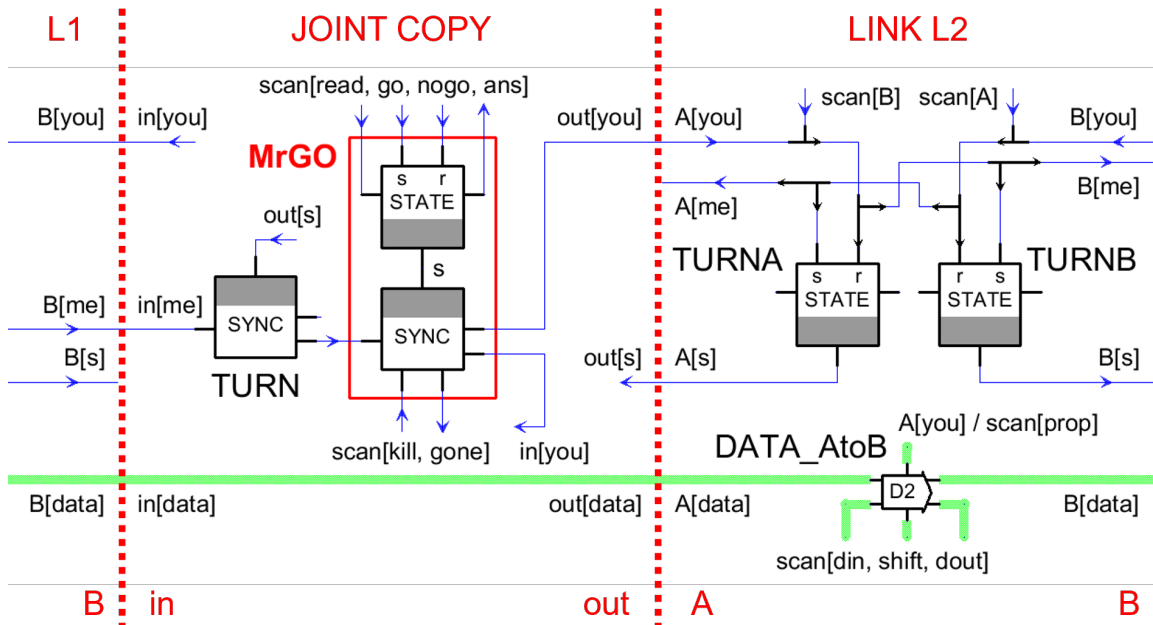 L1
JOINT COPY
LINK L2
scan[read, go, nogo, ans]
scan[B]
scan[A]
B[you]
in[you]
out[you]
A[you]
B[you]
MrGO
s
r
STATE
A[me]
B[me]
out[s]
s
TURNA
TURNB
s
r
STATE
r
s
STATE
B[me]
in[me]
SYNC
SYNC
B[s]
TURN
out[s]
A[s]
B[s]
scan[kill, gone]
in[you]
A[you] / scan[prop]
DATA_AtoB
D2
B[data]
in[data]
out[data]
A[data]
B[data]
scan[din, shift, dout]
B
in
out
A
B